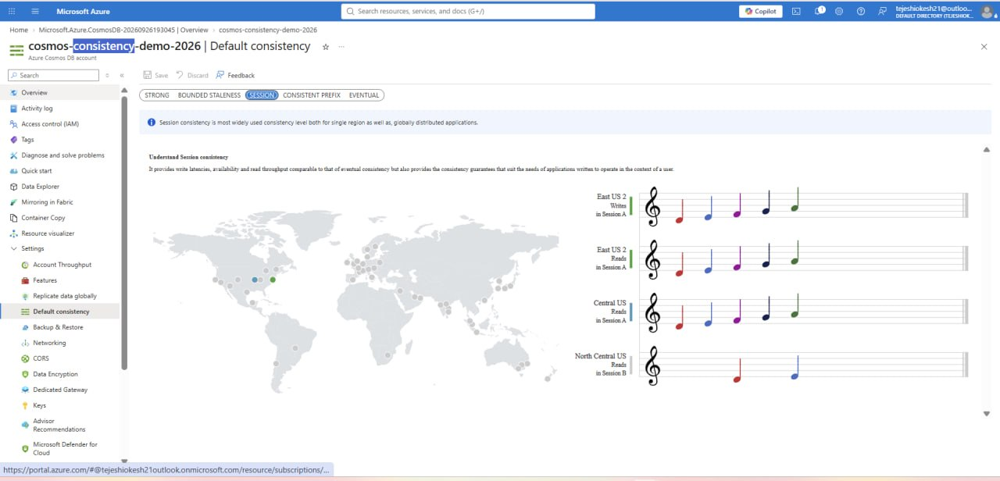 Microsoft Azure
Search resources, services, and docs (G+/)
Copilot
1
tejeshiokesh21@outloo...
DEFAULT DIRECTORY (TEJESHIOK...
Home > Microsoft.Azure.CosmosDB-20260926193045 | Overview > cosmos-consistency-demo-2026
cosmos-consistency-demo-2026 | Default consistency
Azure Cosmos DB account
Search
Save Discard Feedback
Overview
Activity log
Access control (IAM)
Tags
Diagnose and solve problems
Quick start
Data Explorer
Mirroring in Fabric
Container Copy
Resource visualizer
Settings
Account Throughput
Features
Replicate data globally
Default consistency
Backup & Restore
Networking
CORS
Data Encryption
Dedicated Gateway
Keys
Advisor
Recommendations
Microsoft Defender for
Cloud
STRONG BOUNDED STALENESS SESSION CONSISTENT PREFIX EVENTUAL
Session consistency is most widely used consistency level both for single region as well as, globally distributed applications.
Understand Session consistency
It provides write latencies, availability and read throughput comparable to that of eventual consistency but also provides the consistency guarantees that suit the needs of applications written to operate in the context of a user.
East US 2
Writes
in Session A
East US 2
Reads
in Session A
Central US
Reads
in Session A
North Central US
Reads
in Session B
https://portal.azure.com/#@tejeshiokesh21outlook.onmicrosoft.com/resource/subscriptions/...